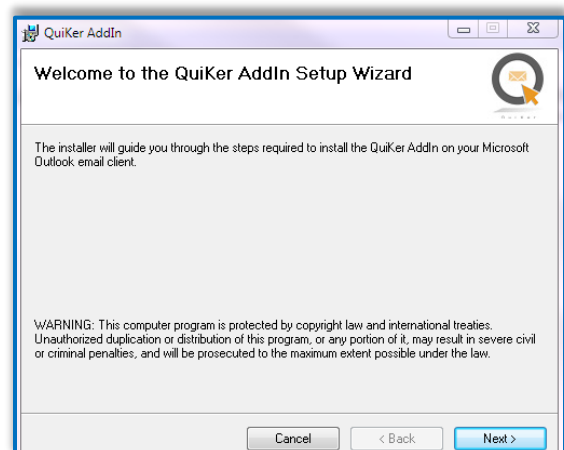 QuiKer AddIn
Welcome to the QuiKer AddIn Setup Wizard
QuiKer
The installer will guide you through the steps required to install the QuiKer AddIn on your Microsoft
Outlook email client.
WARNING: This computer program is protected by copyright law and international treaties.
Unauthorized duplication or distribution of this program, or any portion of it, may result in severe civil
or criminal penalties, and will be prosecuted to the maximum extent possible under the law.
Cancel
< Back
Next >